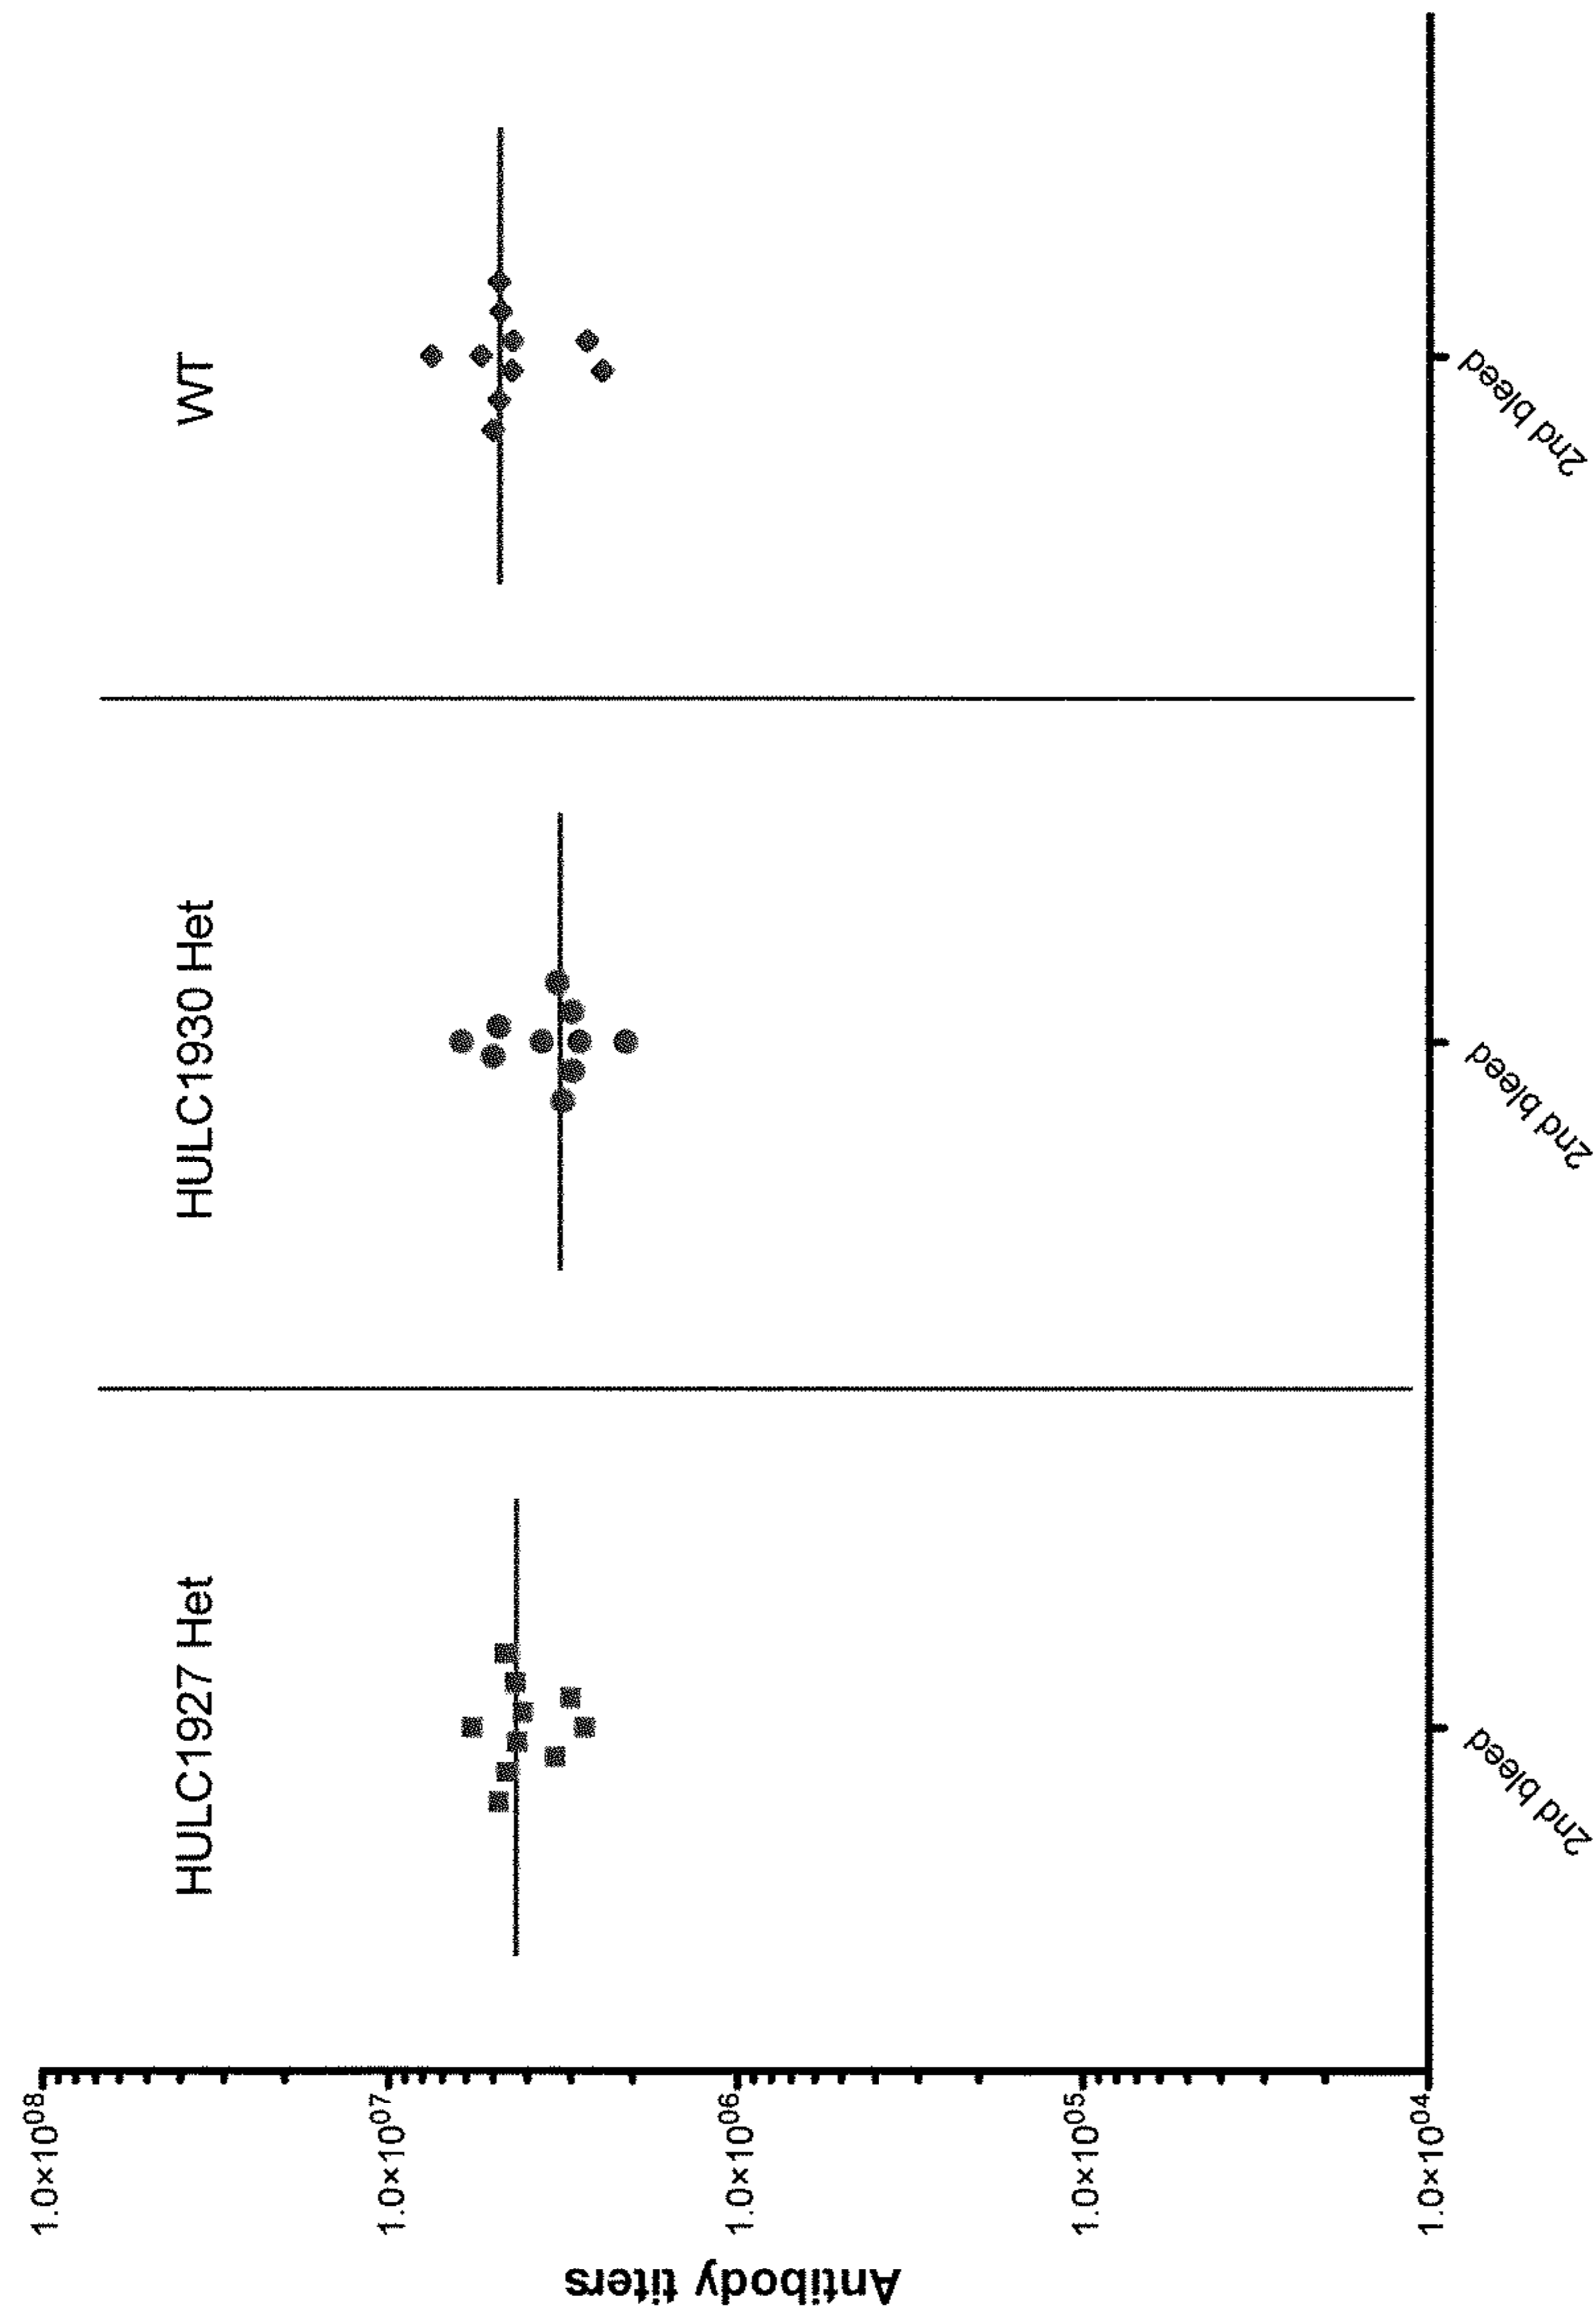 HULC1927 Het
HULC1930 Het
WT
Antibody titers
1.0×10^08
1.0×10^07
1.0×10^06
1.0×10^05
1.0×10^04
2nd bleed
2nd bleed
2nd bleed